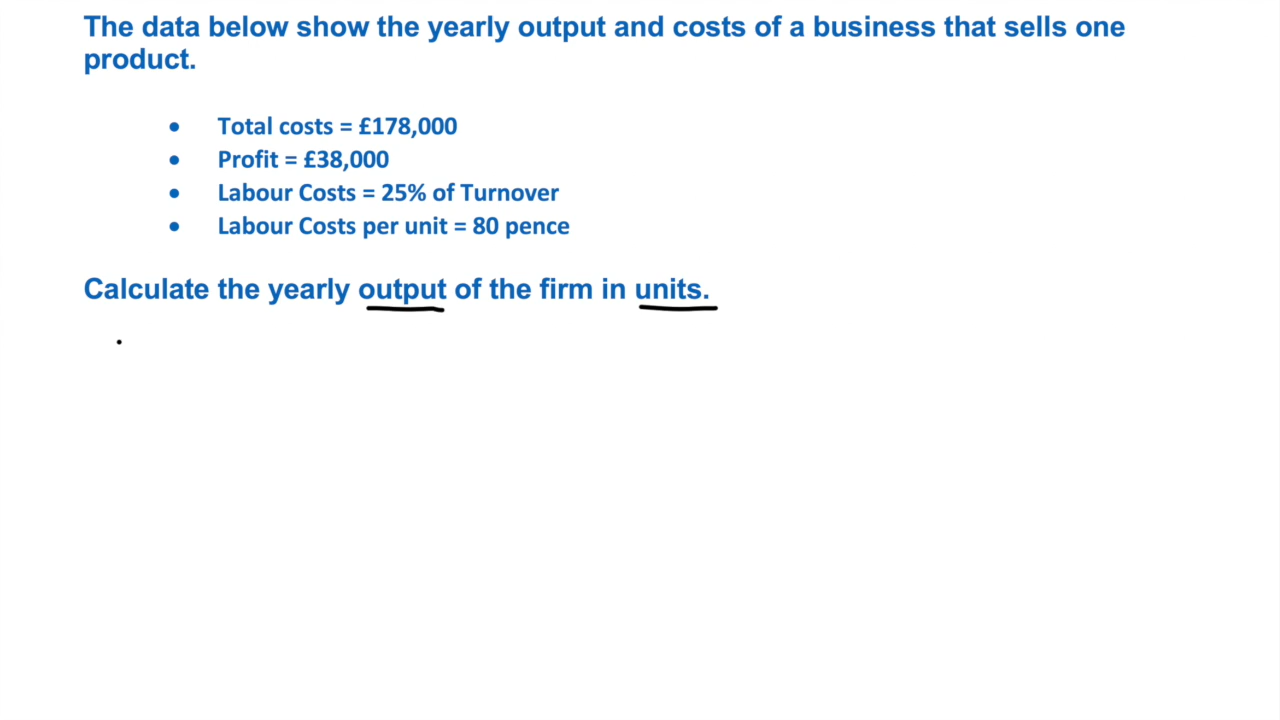 The data below show the yearly output and costs of a business that sells one
product.
• Total costs = £178,000
• Profit = £38,000
• Labour Costs = 25% of Turnover
• Labour Costs per unit = 80 pence
Calculate the yearly output of the firm in units.